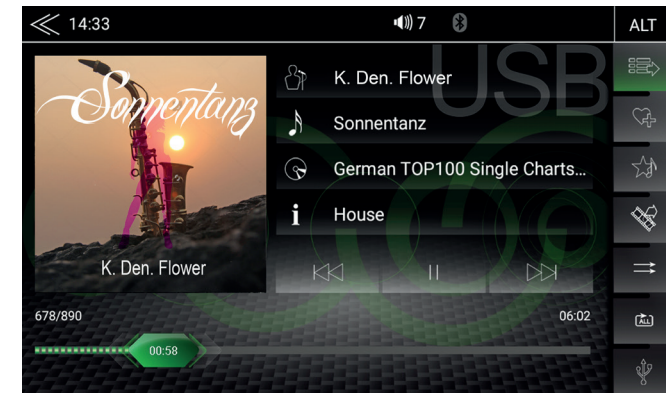 14:33
7
ALT
USB
Sonnentanz
K. Den. Flower
K. Den. Flower
Sonnentanz
German TOP100 Single Charts...
i House
678/890
06:02
00:58
ALL